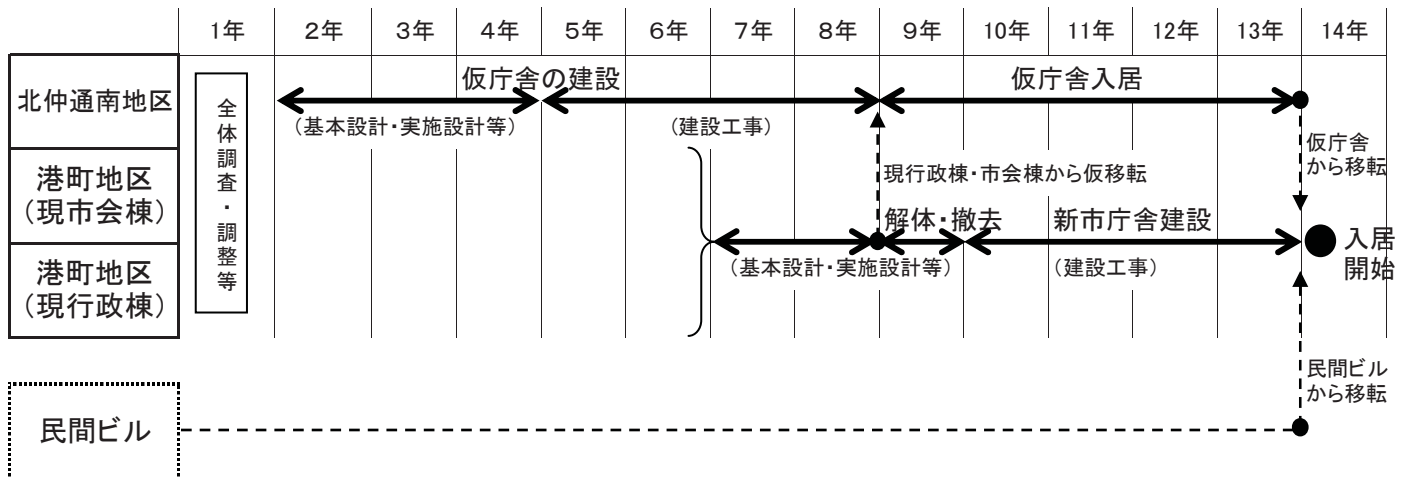 1年 2年 3年 4年 5年 6年 7年 8年 9年 10年 11年 12年 13年 14年
北仲通南地区
全体調査・調整等
仮庁舎の建設
(基本設計・実施設計等)
(建設工事)
仮庁舎入居
仮庁舎
から移転
港町地区
(現市会棟)
現行政棟・市会棟から仮移転
解体・撤去
新市庁舎建設
(基本設計・実施設計等)
(建設工事)
入居
開始
港町地区
(現行政棟)
民間ビル
から移転
民間ビル